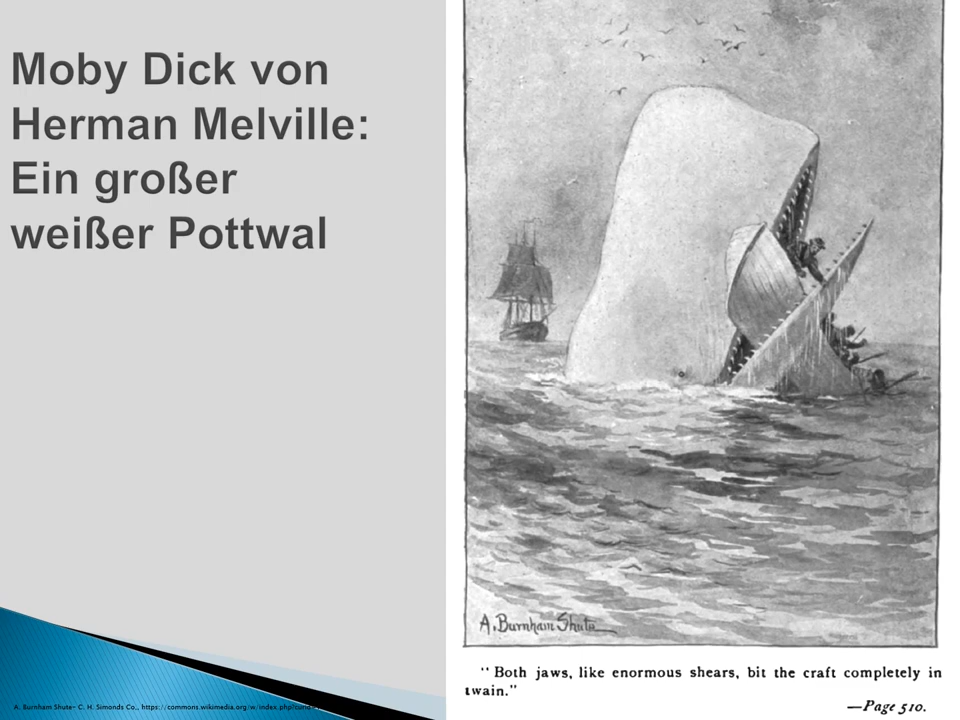 Moby Dick von
Herman Melville:
Ein großer
weißer Pottwal
A. Burnham Shute
“ Both jaws, like enormous shears, bit the craft completely in
twain.”
—Page 510.
A. Burnham Shute- C. H. Simonds Co., https://commons.wikimedia.org/w/index.php?curid